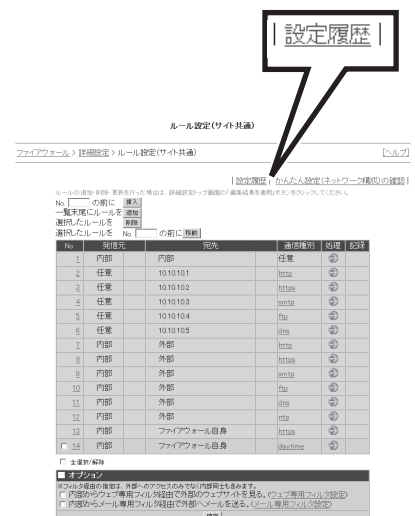 | 設定履歴 |
ルール設定(サイト共通)
ファイアウォール > 詳細設定 > ルール設定(サイト共通) [ヘルプ]
| 設定履歴 | かんたん設定(ネットワーク構成)の確認 |
ルールの追加・削除・更新を行った場合は、詳細設定トップ画面の「編集結果を適用」ボタンをクリックしてください。
No. の前に 挿入
一覧末尾にルールを 追加
選択したルールを 削除
選択したルールを No. の前に 移動
No. 発信元 宛先 通信種別 処理 記録
1 内部 内部 任意
2 任意 10.10.10.1 http
3 任意 10.10.10.2 https
4 任意 10.10.10.3 smtp
5 任意 10.10.10.4 ftp
6 任意 10.10.10.5 dns
7 内部 外部 http
8 内部 外部 https
9 内部 外部 smtp
10 内部 外部 ftp
11 内部 外部 dns
12 内部 外部 ntp
13 内部 ファイアウォール自身 https
14 内部 ファイアウォール自身 daytime
全選択/解除
■ オプション
※フィルタ経由の指定は、外部へのアクセスのみでなく内部同士も含みます。
内部からウェブ専用フィルタ経由で外部のウェブサイトを見る。(ウェブ専用フィルタ設定)
内部からメール専用フィルタ経由で外部へメールを送る。(メール専用フィルタ設定)